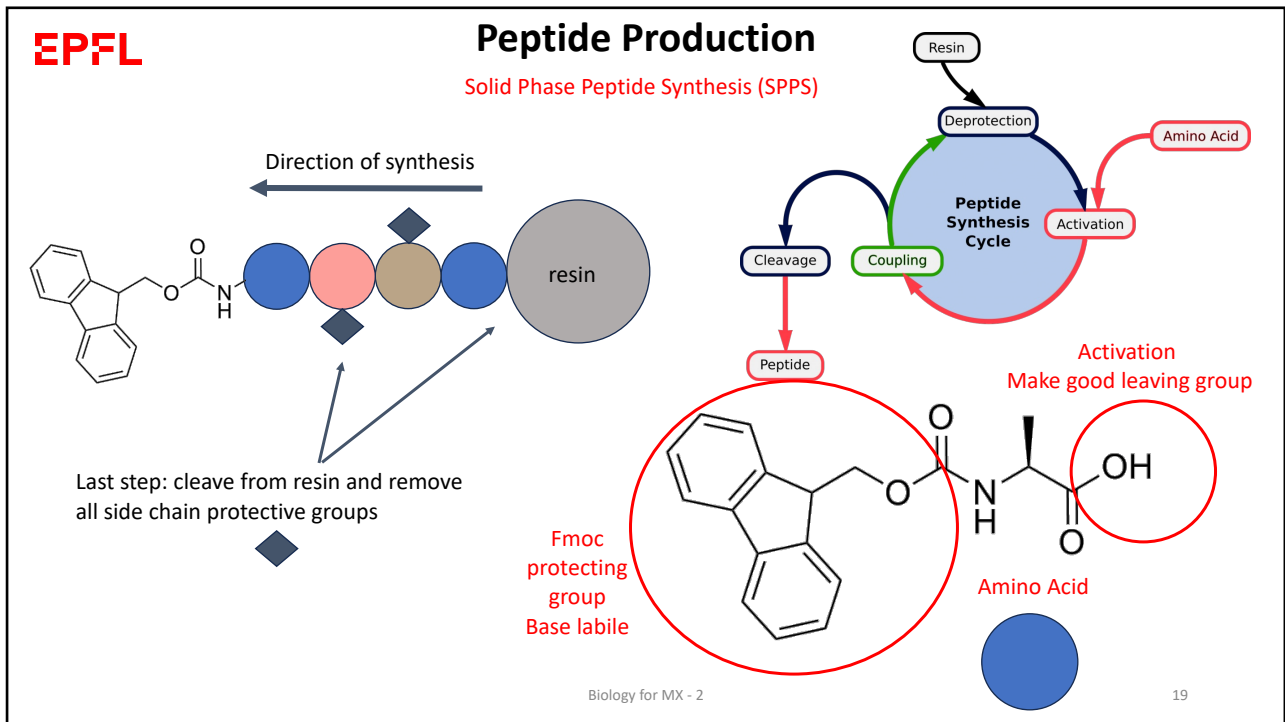 EPFL
Peptide Production
Solid Phase Peptide Synthesis (SPPS)
Resin
Deprotection
Amino Acid
Peptide
Synthesis
Cycle
Activation
Coupling
Cleavage
Peptide
Direction of synthesis
O
O
N
H
resin
Last step: cleave from resin and remove
all side chain protective groups
Activation
Make good leaving group
O
O
N
H
OH
O
Fmoc
protecting
group
Base labile
Amino Acid
Biology for MX - 2
19